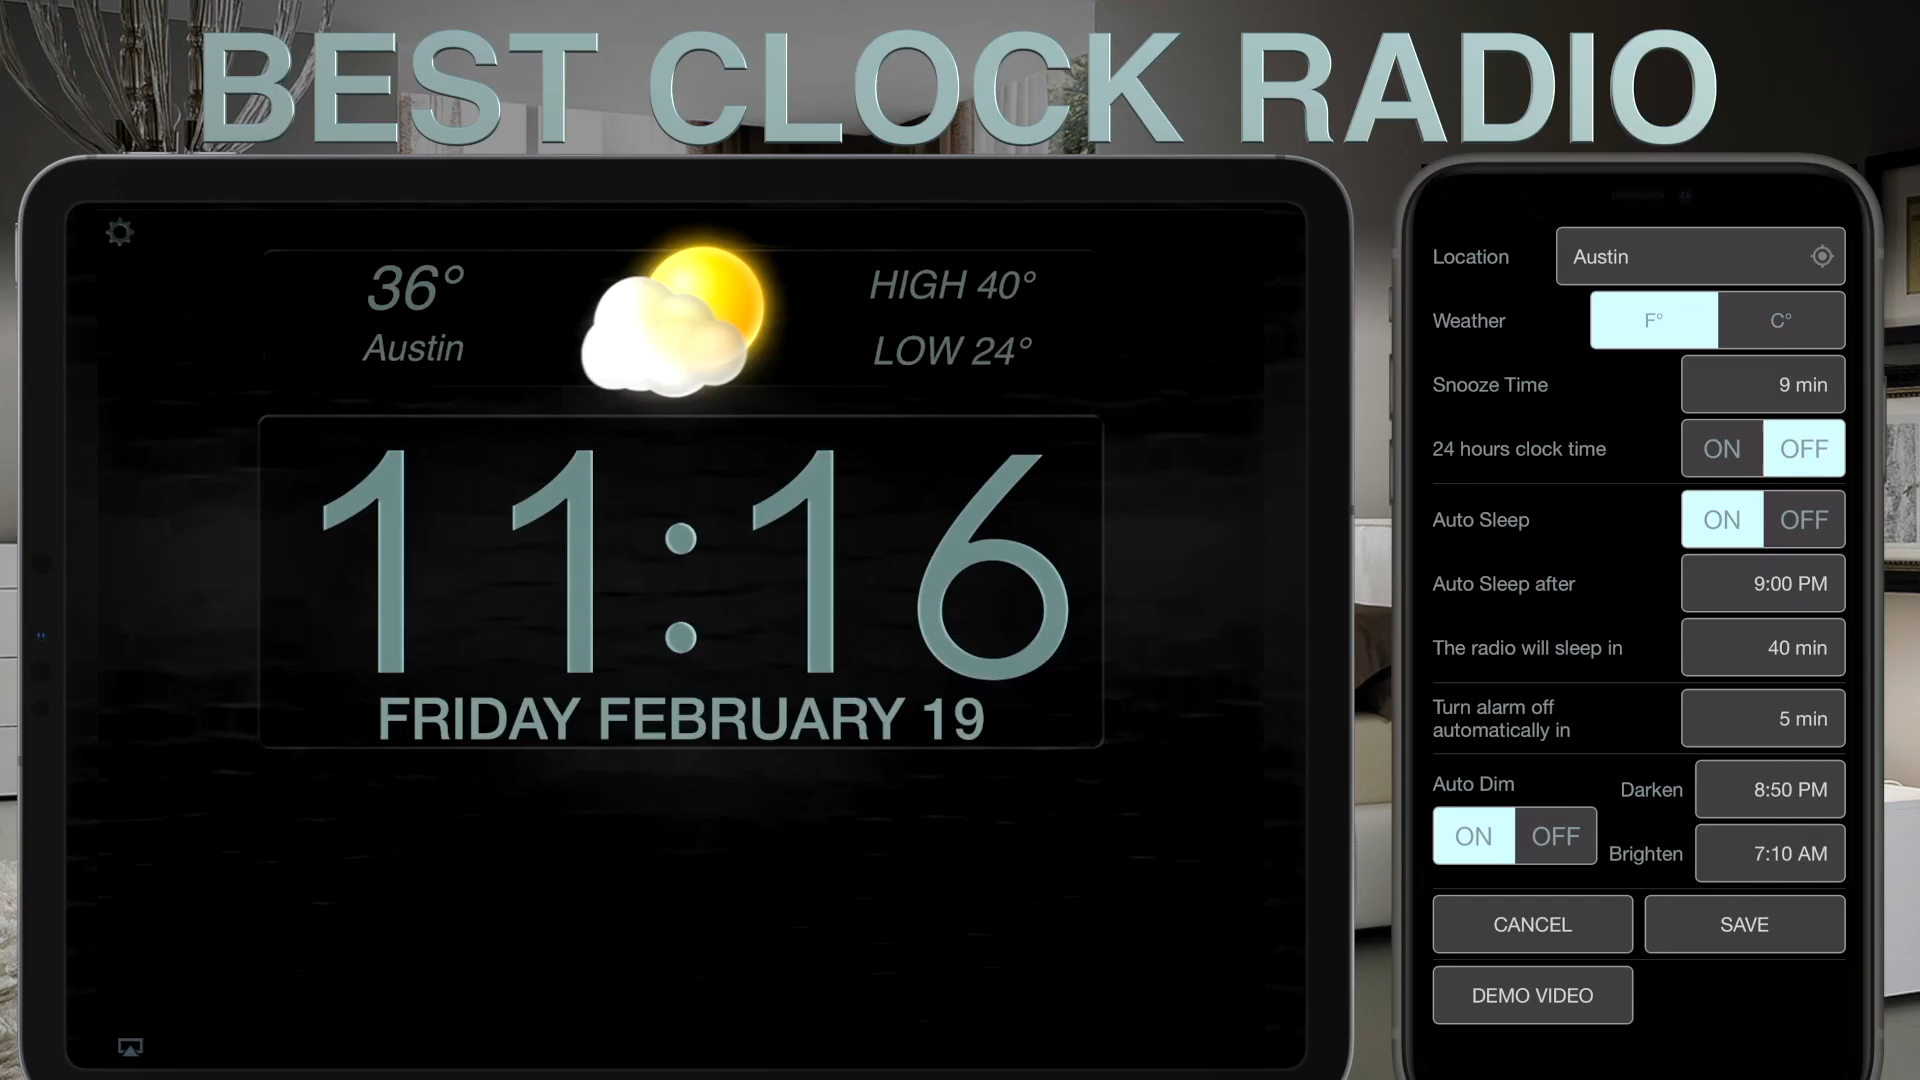 BEST CLOCK RADIO
36°
Austin
HIGH 40°
LOW 24°
11:16
FRIDAY FEBRUARY 19
Location Austin
Weather F° C°
Snooze Time 9 min
24 hours clock time ON OFF
Auto Sleep ON OFF
Auto Sleep after 9:00 PM
The radio will sleep in 40 min
Turn alarm off
automatically in 5 min
Auto Dim Darken 8:50 PM
ON OFF Brighten 7:10 AM
CANCEL SAVE
DEMO VIDEO